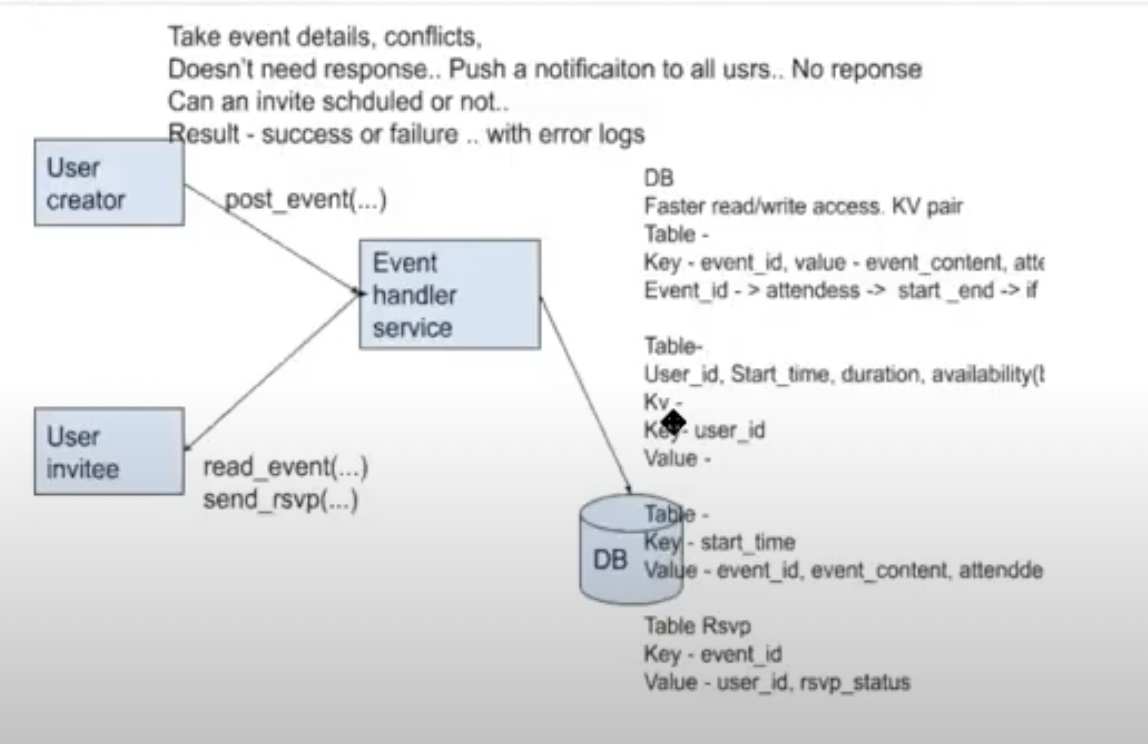 Take event details, conflicts,
Doesn't need response.. Push a notificaiton to all usrs.. No reponse
Can an invite schduled or not..
Result - success or failure .. with error logs
User
creator
post_event(...)
Event
handler
service
User
invitee
read_event(...)
send_rsvp(...)
DB
DB
Faster read/write access. KV pair
Table -
Key - event_id, value - event_content, atte
Event_id - > attendess -> start _end -> if
Table-
User_id, Start_time, duration, availability(
Kv -
Key- user_id
Value -
Table -
Key - start_time
Value - event_id, event_content, attendde
Table Rsvp
Key - event_id
Value - user_id, rsvp_status